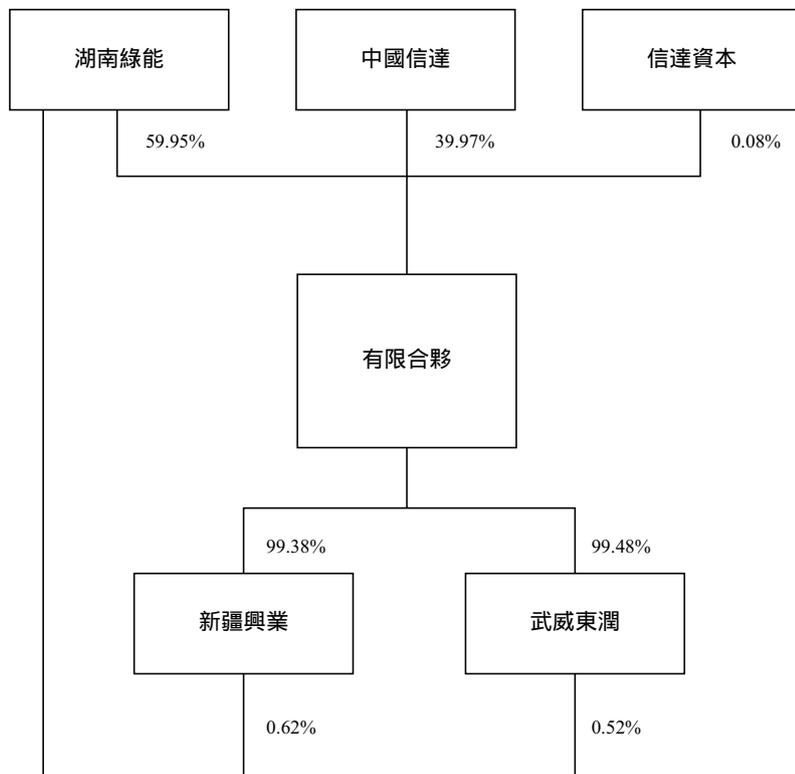 湖南綠能
中國信達
信達資本
59.95%
39.97%
0.08%
有限合夥
99.38%
99.48%
新疆興業
武威東潤
0.62%
0.52%